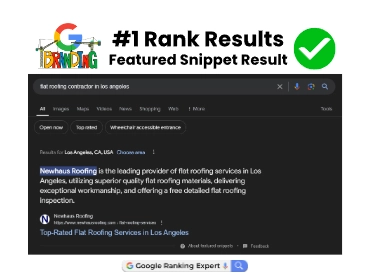 #1 Rank Results
BRANDING
Featured Snippet Result
flat roofing contractor in los angeles
All Images Maps Videos News Shopping Web More Tools
Open now Top rated Wheelchair accessible entrance
Results for Los Angeles, CA, USA Choose area
Newhaus Roofing is the leading provider of flat roofing services in Los
Angeles, utilizing superior quality flat roofing materials, delivering
exceptional workmanship, and offering a free detailed flat roofing
inspection.
Newhaus Roofing
https://www.newhausroofing.com › flat-roofing-services
Top-Rated Flat Roofing Services in Los Angeles
About featured snippets Feedback
Google Ranking Expert